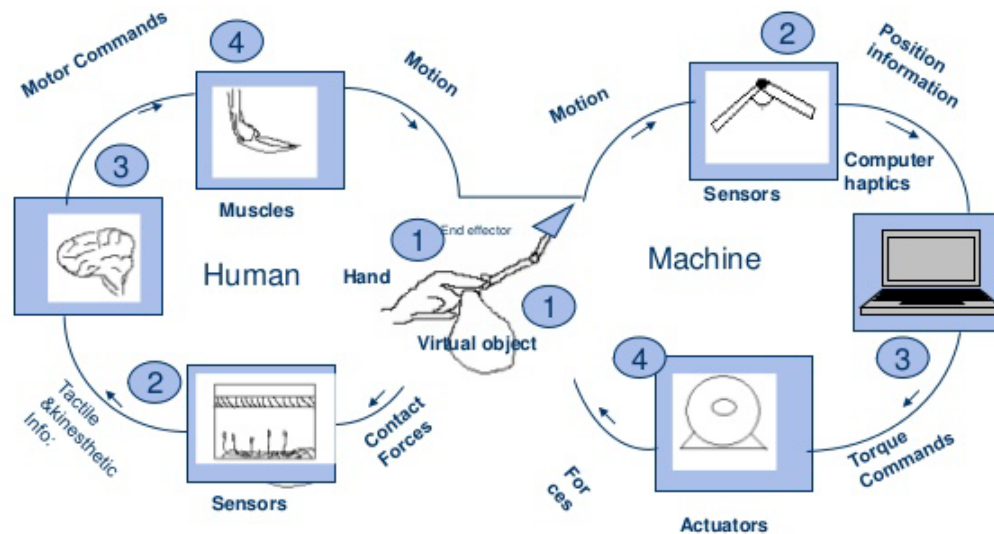 Motor Commands
4
Motion
Muscles
3
Human
2
Tactile
&kinesthetic
Info:
Sensors
Contact
Forces
1
End effector
Hand
Virtual object
1
Motion
2
Position
information
Sensors
Computer
haptics
Machine
3
Torque
Commands
4
Actuators
For
ces